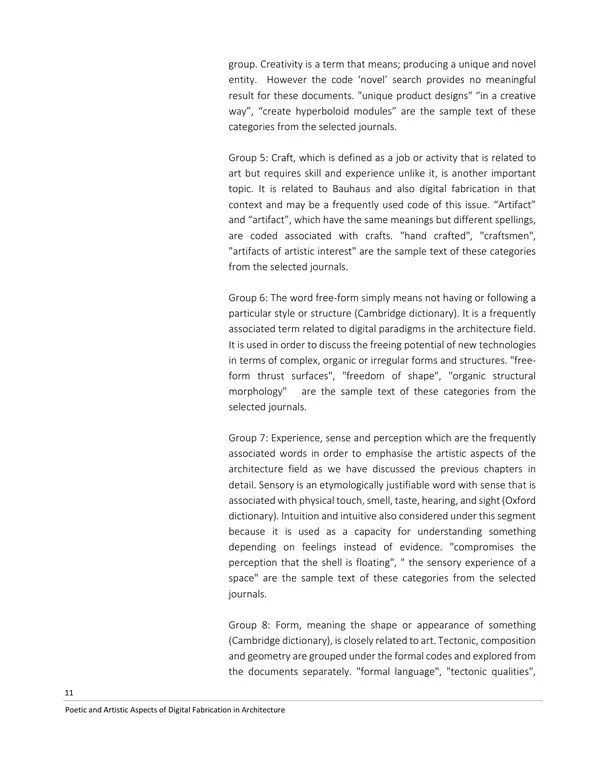 group. Creativity is a term that means; producing a unique and novel
entity. However the code ‘novel’ search provides no meaningful
result for these documents. "unique product designs" “in a creative
way”, “create hyperboloid modules” are the sample text of these
categories from the selected journals.
Group 5: Craft, which is defined as a job or activity that is related to
art but requires skill and experience unlike it, is another important
topic. It is related to Bauhaus and also digital fabrication in that
context and may be a frequently used code of this issue. “Artifact”
and “artifact”, which have the same meanings but different spellings,
are coded associated with crafts. "hand crafted", "craftsmen",
"artifacts of artistic interest" are the sample text of these categories
from the selected journals.
Group 6: The word free-form simply means not having or following a
particular style or structure (Cambridge dictionary). It is a frequently
associated term related to digital paradigms in the architecture field.
It is used in order to discuss the freeing potential of new technologies
in terms of complex, organic or irregular forms and structures. "free-
form thrust surfaces", "freedom of shape", "organic structural
morphology" are the sample text of these categories from the
selected journals.
Group 7: Experience, sense and perception which are the frequently
associated words in order to emphasise the artistic aspects of the
architecture field as we have discussed the previous chapters in
detail. Sensory is an etymologically justifiable word with sense that is
associated with physical touch, smell, taste, hearing, and sight (Oxford
dictionary). Intuition and intuitive also considered under this segment
because it is used as a capacity for understanding something
depending on feelings instead of evidence. "compromises the
perception that the shell is floating", " the sensory experience of a
space" are the sample text of these categories from the selected
journals.
Group 8: Form, meaning the shape or appearance of something
(Cambridge dictionary), is closely related to art. Tectonic, composition
and geometry are grouped under the formal codes and explored from
the documents separately. "formal language", "tectonic qualities",
11
Poetic and Artistic Aspects of Digital Fabrication in Architecture